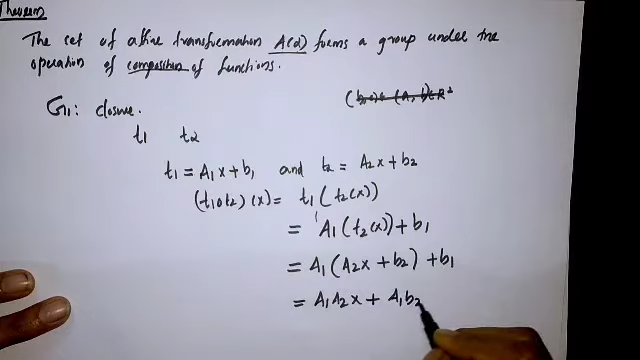 Theorem
The set of affine transformation A(2) forms a group under the
operation of composition of functions.
G1: closure.
t1 t2
t1 = A1x + b1 and t2 = A2x + b2
(t1 o t2)(x) = t1(t2(x))
= A1(t2(x)) + b1
= A1(A2x + b2) + b1
= A1A2x + A1b2